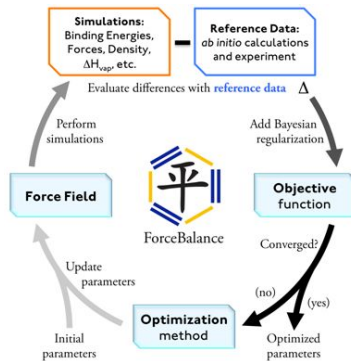 Simulations:
Binding Energies,
Forces, Density,
ΔHvap, etc.
Reference Data:
ab initio calculations
and experiment
Evaluate differences with reference data Δ
Perform
simulations
Add Bayesian
regularization
Force Field
平
ForceBalance
Objective
function
Converged?
Update
parameters
(no)
(yes)
Optimization
method
Initial
parameters
Optimized
parameters